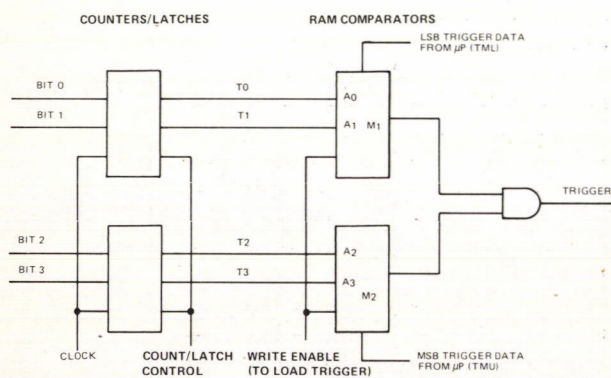 COUNTERS/LATCHES
RAM COMPARATORS
LSB TRIGGER DATA
FROM µP (TML)
BIT 0
T0
A0
BIT 1
T1
A1
M1
TRIGGER
BIT 2
T2
A2
BIT 3
T3
A3
M2
CLOCK
COUNT/LATCH
CONTROL
WRITE ENABLE
(TO LOAD TRIGGER)
MSB TRIGGER DATA
FROM µP (TMU)